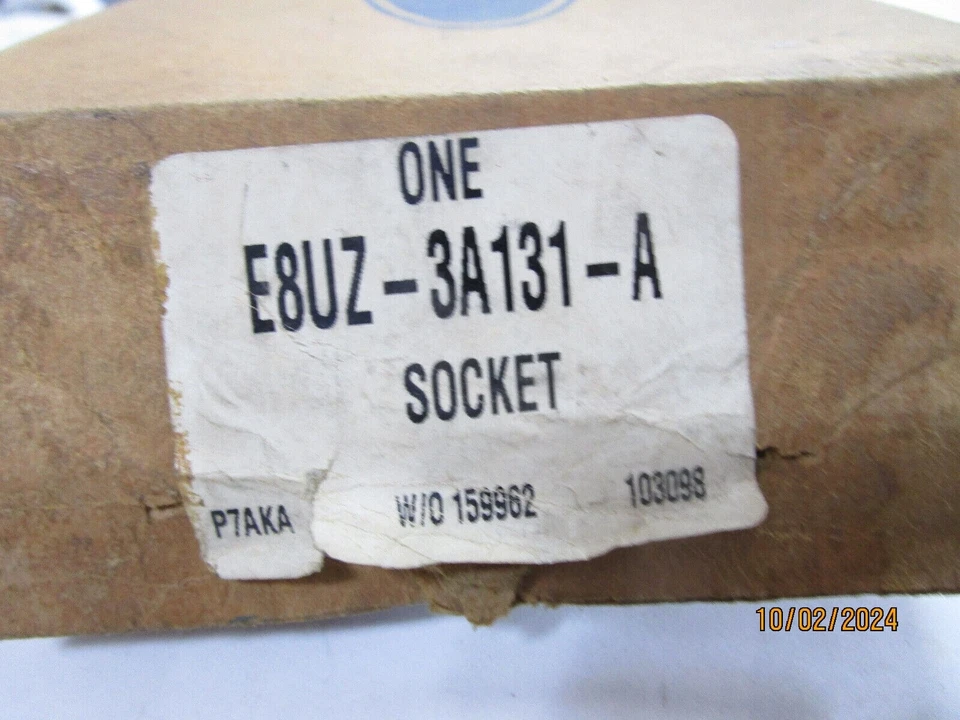 ONE
E8UZ-3A131-A
SOCKET
P7AKA W/O 159962 103098
10/02/2024